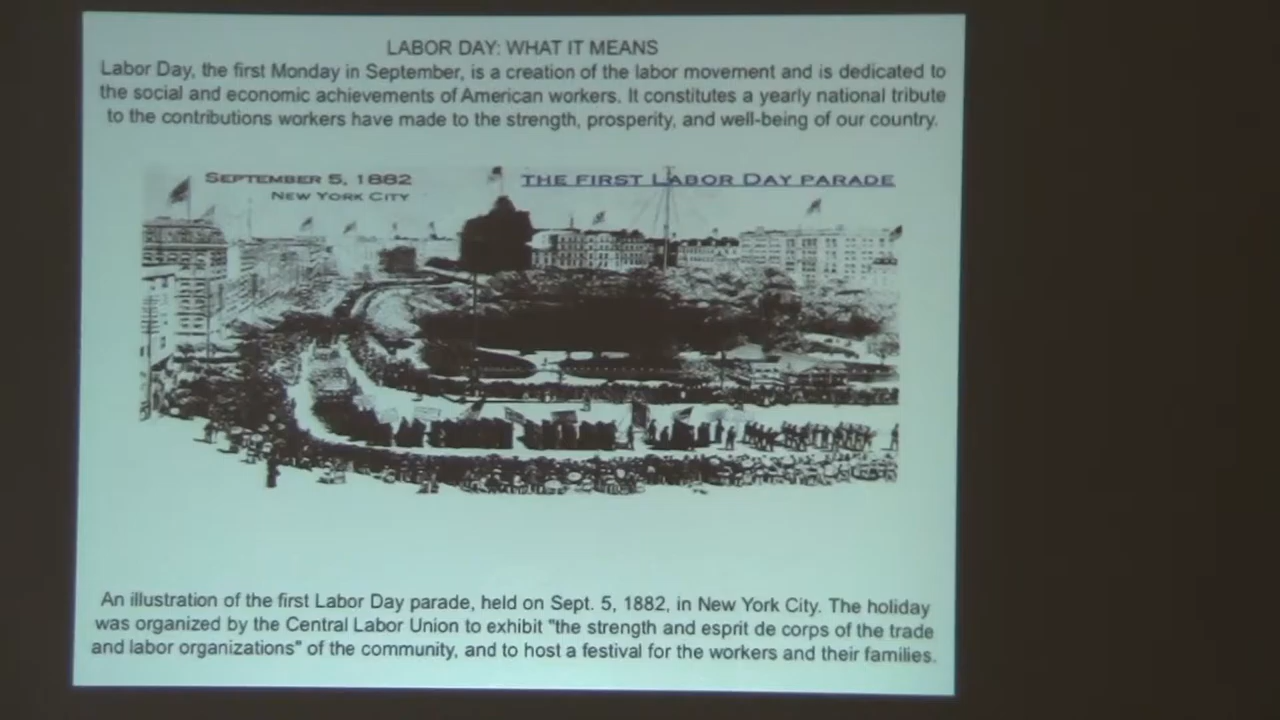 LABOR DAY: WHAT IT MEANS
Labor Day, the first Monday in September, is a creation of the labor movement and is dedicated to
the social and economic achievements of American workers. It constitutes a yearly national tribute
to the contributions workers have made to the strength, prosperity, and well-being of our country.
SEPTEMBER 5, 1882
NEW YORK CITY
THE FIRST LABOR DAY PARADE
An illustration of the first Labor Day parade, held on Sept. 5, 1882, in New York City. The holiday
was organized by the Central Labor Union to exhibit "the strength and esprit de corps of the trade
and labor organizations" of the community, and to host a festival for the workers and their families.